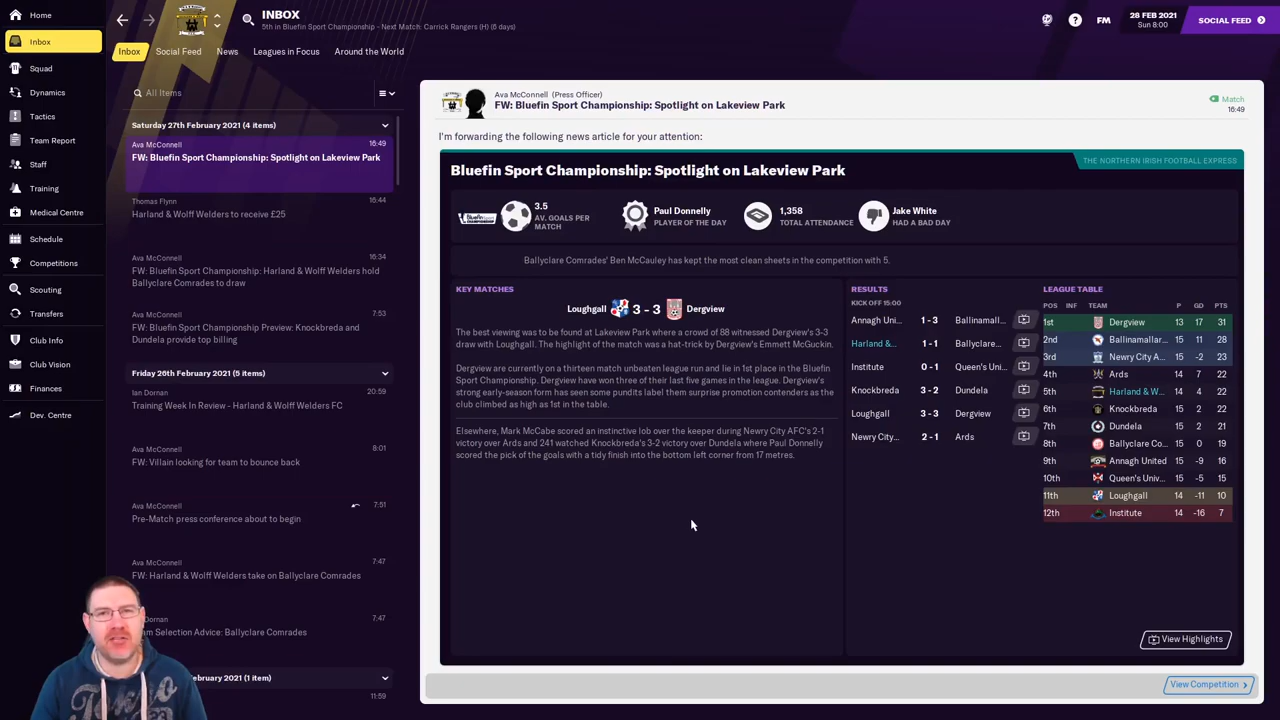 Home
Inbox
Squad
Dynamics
Tactics
Team Report
Staff
Training
Medical Centre
Schedule
Competitions
Scouting
Transfers
Club Info
Club Vision
Finances
Dev. Centre
INBOX
5th in Bluefin Sport Championship - Next Match: Carrick Rangers (H) (6 days)
FM
28 FEB 2021
Sun 8:00
SOCIAL FEED
Inbox
Social Feed
News
Leagues in Focus
Around the World
All Items
Saturday 27th February 2021 (4 items)
Ava McConnell 16:49
FW: Bluefin Sport Championship: Spotlight on Lakeview Park
Thomas Flynn 16:44
Harland & Wolff Welders to receive £25
Ava McConnell 16:34
FW: Bluefin Sport Championship: Harland & Wolff Welders hold
Ballyclare Comrades to draw
Ava McConnell 7:53
FW: Bluefin Sport Championship Preview: Knockbreda and
Dundela provide top billing
Friday 26th February 2021 (5 items)
Ian Dornan 20:59
Training Week In Review - Harland & Wolff Welders FC
Ava McConnell 8:01
FW: Villain looking for team to bounce back
Ava McConnell 7:51
Pre-Match press conference about to begin
Ava McConnell 7:47
FW: Harland & Wolff Welders take on Ballyclare Comrades
Dornan 7:47
Selection Advice: Ballyclare Comrades
2021 (1 item)
11:59
Ava McConnell (Press Officer)
FW: Bluefin Sport Championship: Spotlight on Lakeview Park
Match
16:49
I'm forwarding the following news article for your attention:
THE NORTHERN IRISH FOOTBALL EXPRESS
Bluefin Sport Championship: Spotlight on Lakeview Park
3.5
AV. GOALS PER
MATCH
Paul Donnelly
PLAYER OF THE DAY
1,358
TOTAL ATTENDANCE
Jake White
HAD A BAD DAY
Ballyclare Comrades' Ben McCauley has kept the most clean sheets in the competition with 5.
KEY MATCHES
Loughgall 3 - 3 Dergview
The best viewing was to be found at Lakeview Park where a crowd of 88 witnessed Dergview's 3-3
draw with Loughgall. The highlight of the match was a hat-trick by Dergview's Emmett McGuckin.
Dergview are currently on a thirteen match unbeaten league run and lie in 1st place in the Bluefin
Sport Championship. Dergview have won three of their last five games in the league. Dergview's
strong early-season form has seen some pundits label them surprise promotion contenders as the
club climbed as high as 1st in the table.
Elsewhere, Mark McCabe scored an instinctive lob over the keeper during Newry City AFC's 2-1
victory over Ards and 241 watched Knockbreda's 3-2 victory over Dundela where Paul Donnelly
scored the pick of the goals with a tidy finish into the bottom left corner from 17 metres.
RESULTS
KICK OFF 15:00
Annagh Uni... 1 - 3 Ballinamall...
Harland &... 1 - 1 Ballyclare...
Institute 0 - 1 Queen's Uni...
Knockbreda 3 - 2 Dundela
Loughgall 3 - 3 Dergview
Newry City... 2 - 1 Ards
LEAGUE TABLE
POS INF TEAM P GD PTS
1st Dergview 13 17 31
2nd Ballinamallar... 15 11 28
3rd Newry City A... 15 -2 23
4th Ards 14 7 22
5th Harland & W... 14 4 22
6th Knockbreda 15 2 22
7th Dundela 15 2 21
8th Ballyclare Co... 15 0 19
9th Annagh United 15 -9 16
10th Queen's Univ... 15 -5 15
11th Loughgall 14 -11 10
12th Institute 14 -16 7
View Highlights
View Competition